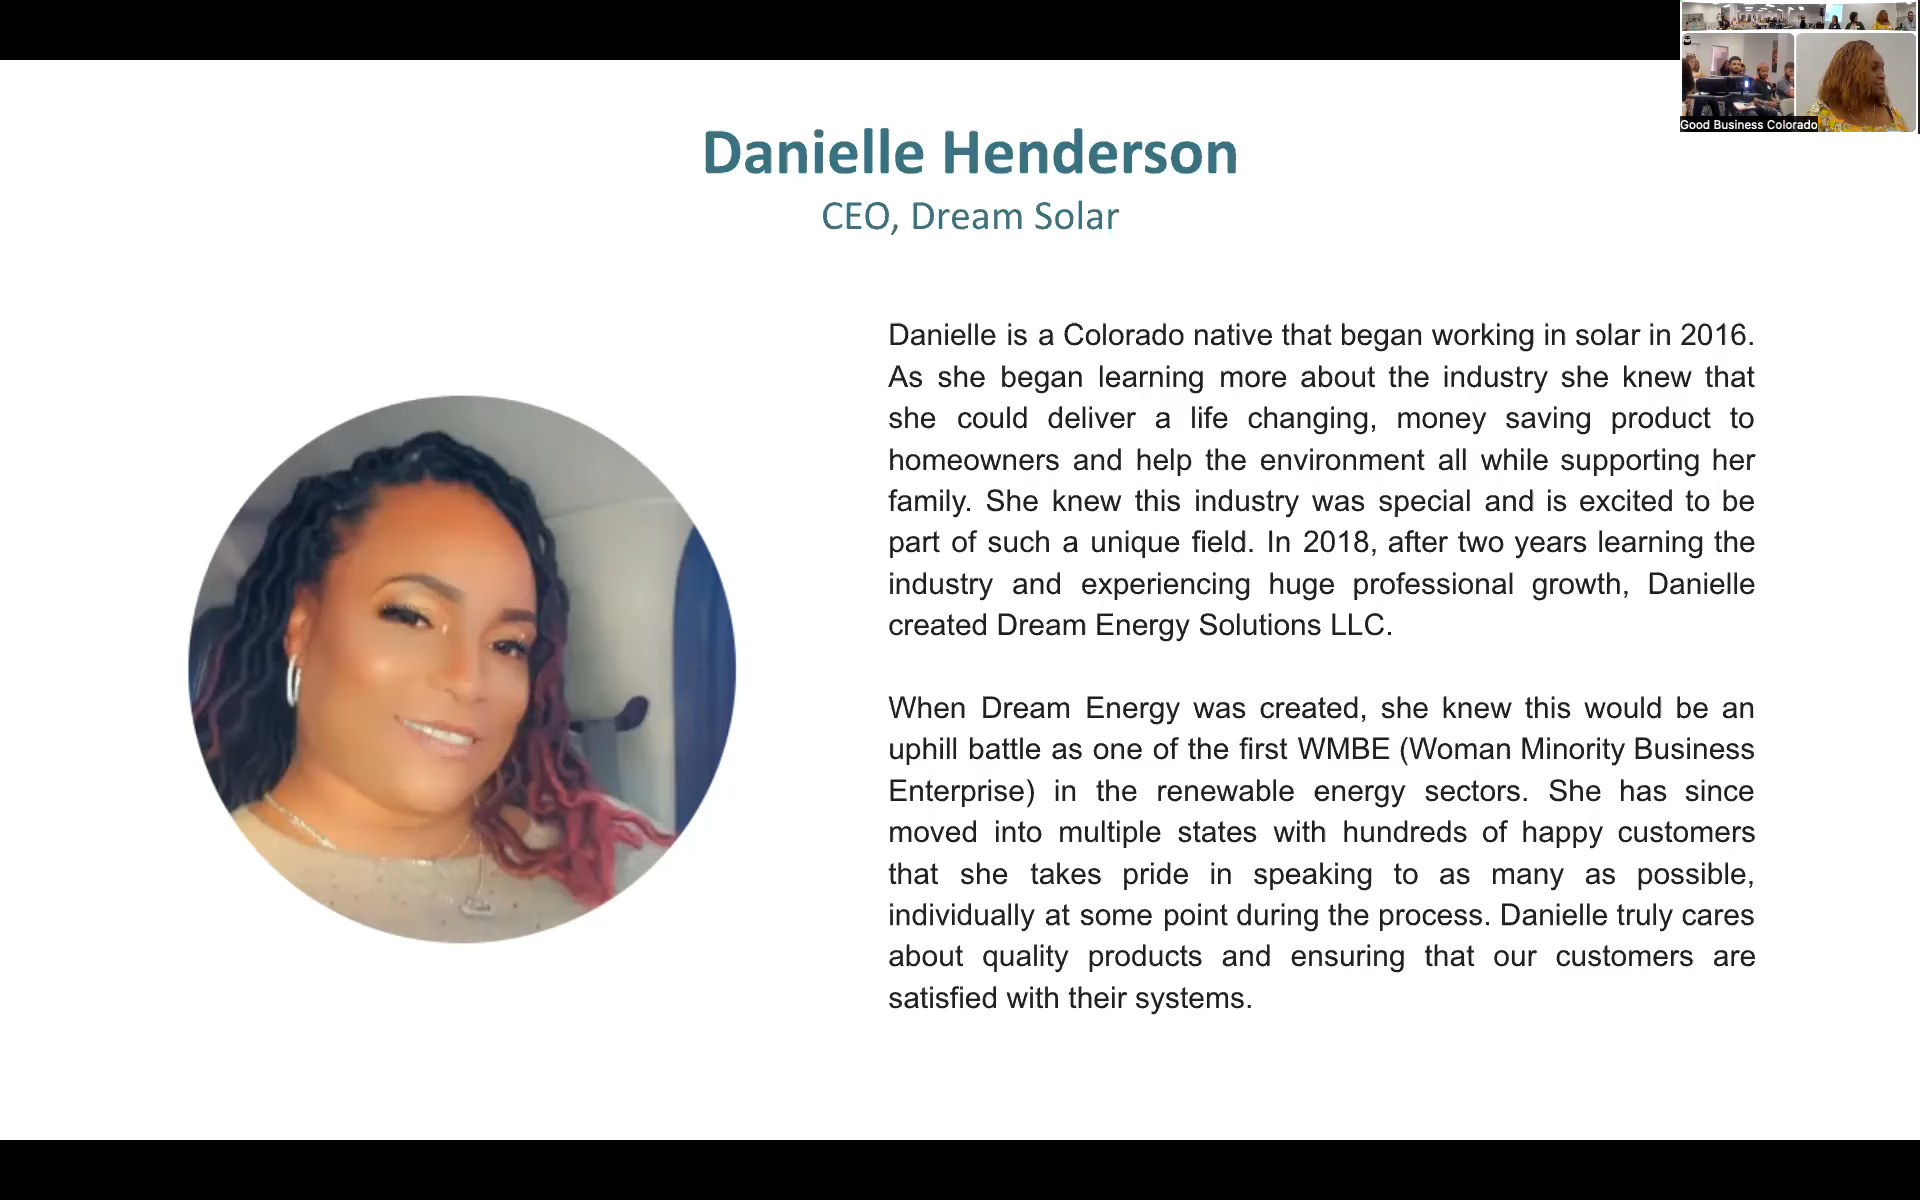 Good Business Colorado
Danielle Henderson
CEO, Dream Solar
Danielle is a Colorado native that began working in solar in 2016.
As she began learning more about the industry she knew that
she could deliver a life changing, money saving product to
homeowners and help the environment all while supporting her
family. She knew this industry was special and is excited to be
part of such a unique field. In 2018, after two years learning the
industry and experiencing huge professional growth, Danielle
created Dream Energy Solutions LLC.
When Dream Energy was created, she knew this would be an
uphill battle as one of the first WMBE (Woman Minority Business
Enterprise) in the renewable energy sectors. She has since
moved into multiple states with hundreds of happy customers
that she takes pride in speaking to as many as possible,
individually at some point during the process. Danielle truly cares
about quality products and ensuring that our customers are
satisfied with their systems.